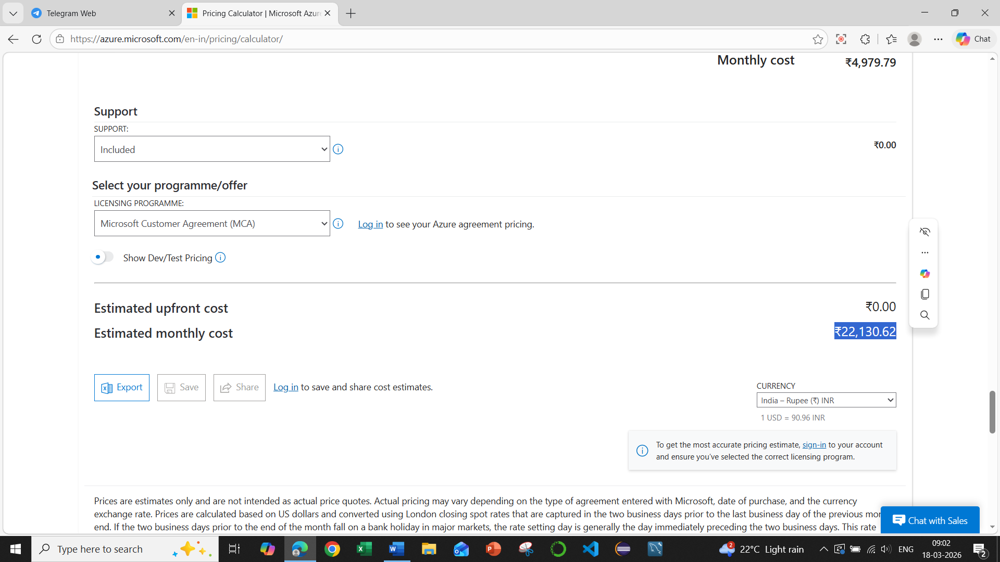 Telegram Web
Pricing Calculator | Microsoft Azure
https://azure.microsoft.com/en-in/pricing/calculator/
Chat
Monthly cost ₹4,979.79
Support
SUPPORT:
Included
₹0.00
Select your programme/offer
LICENSING PROGRAMME:
Microsoft Customer Agreement (MCA)
Log in to see your Azure agreement pricing.
Show Dev/Test Pricing
Estimated upfront cost ₹0.00
Estimated monthly cost ₹22,130.62
Export Save Share Log in to save and share cost estimates.
CURRENCY
India – Rupee (₹) INR
1 USD = 90.96 INR
To get the most accurate pricing estimate, sign-in to your account
and ensure you've selected the correct licensing program.
Prices are estimates only and are not intended as actual price quotes. Actual pricing may vary depending on the type of agreement entered with Microsoft, date of purchase, and the currency
exchange rate. Prices are calculated based on US dollars and converted using London closing spot rates that are captured in the two business days prior to the last business day of the previous
end. If the two business days prior to the end of the month fall on a bank holiday in major markets, the rate setting day is generally the day immediately preceding the two business days. This rate
Chat with Sales
Type here to search
2
22°C Light rain
ENG
09:02
18-03-2026
2